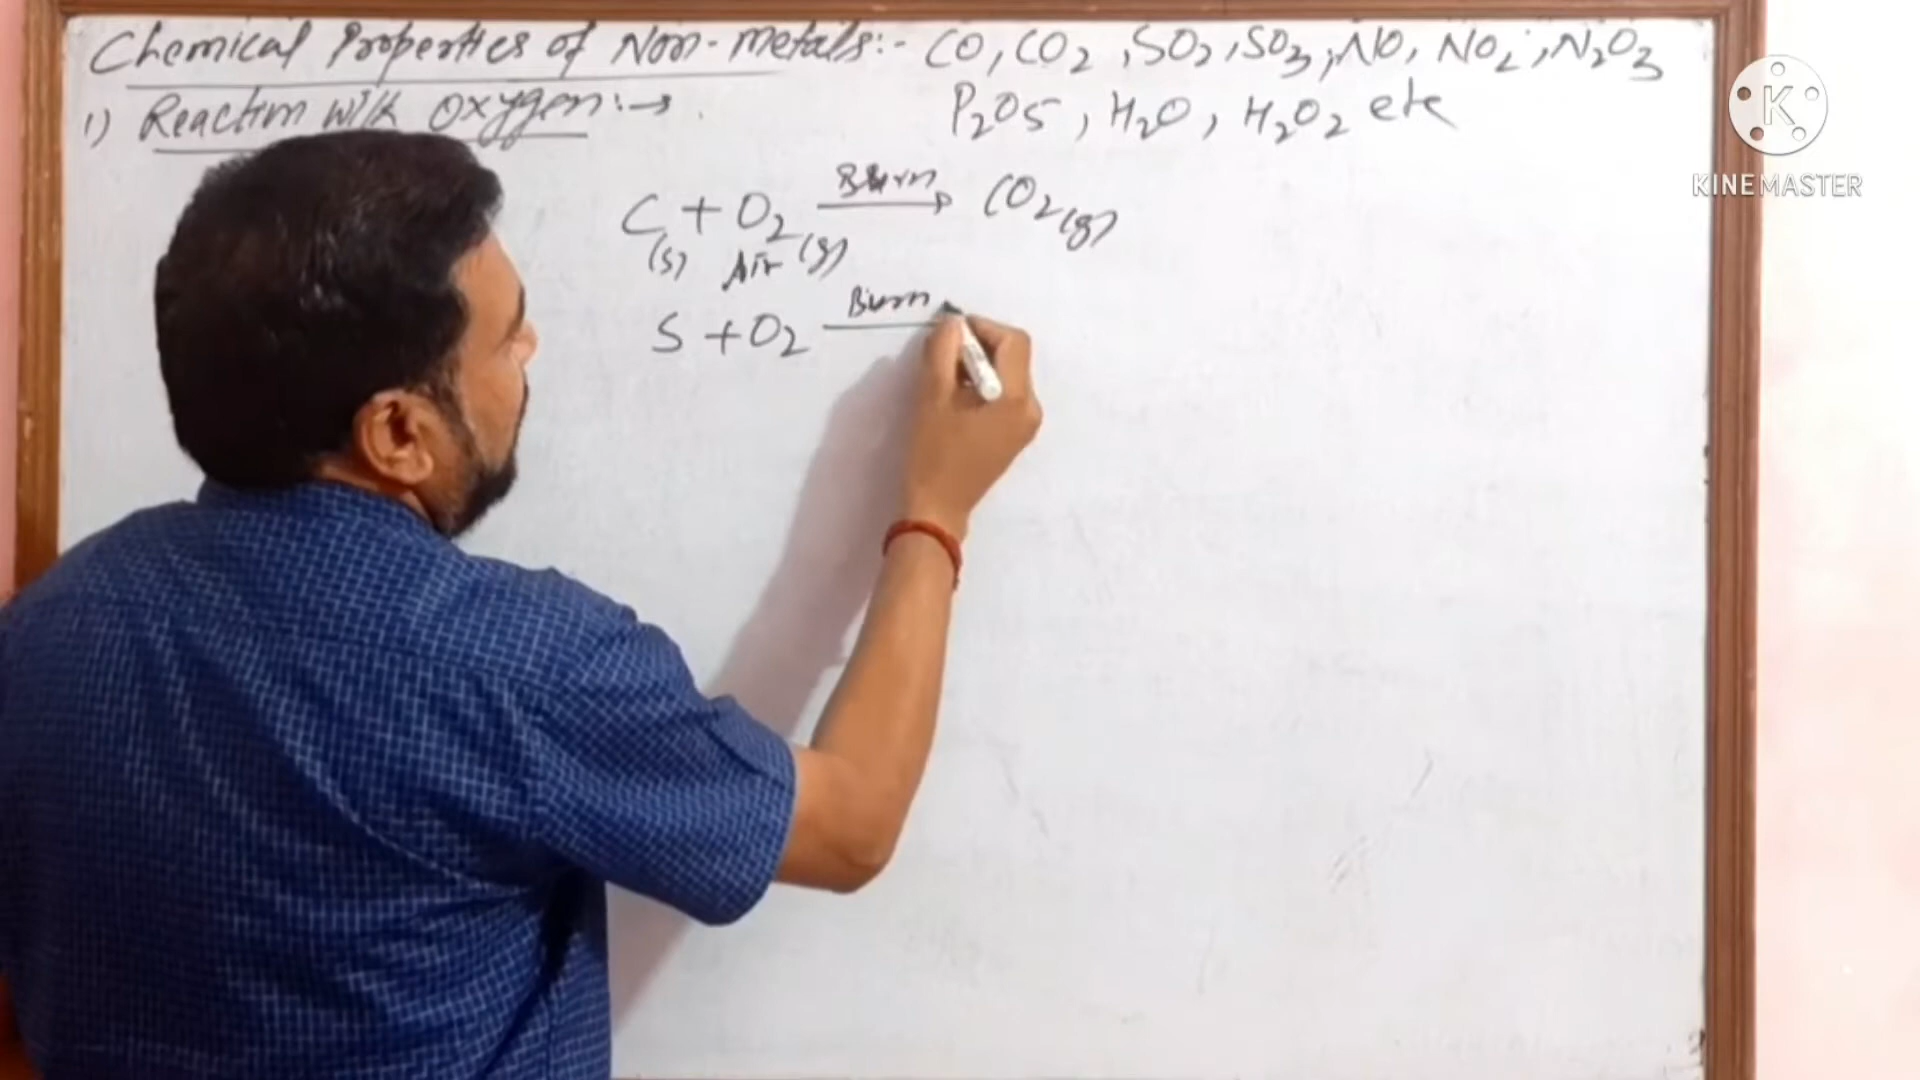 Chemical Properties of Non-metals:- CO, CO2, SO2, SO3, NO, NO2, N2O3
P2O5, H2O, H2O2 etc
1) Reaction with Oxygen:→
C(s) + O2(g) Burn→ CO2(g)
Air
S + O2 Burn
K
KINEMASTER